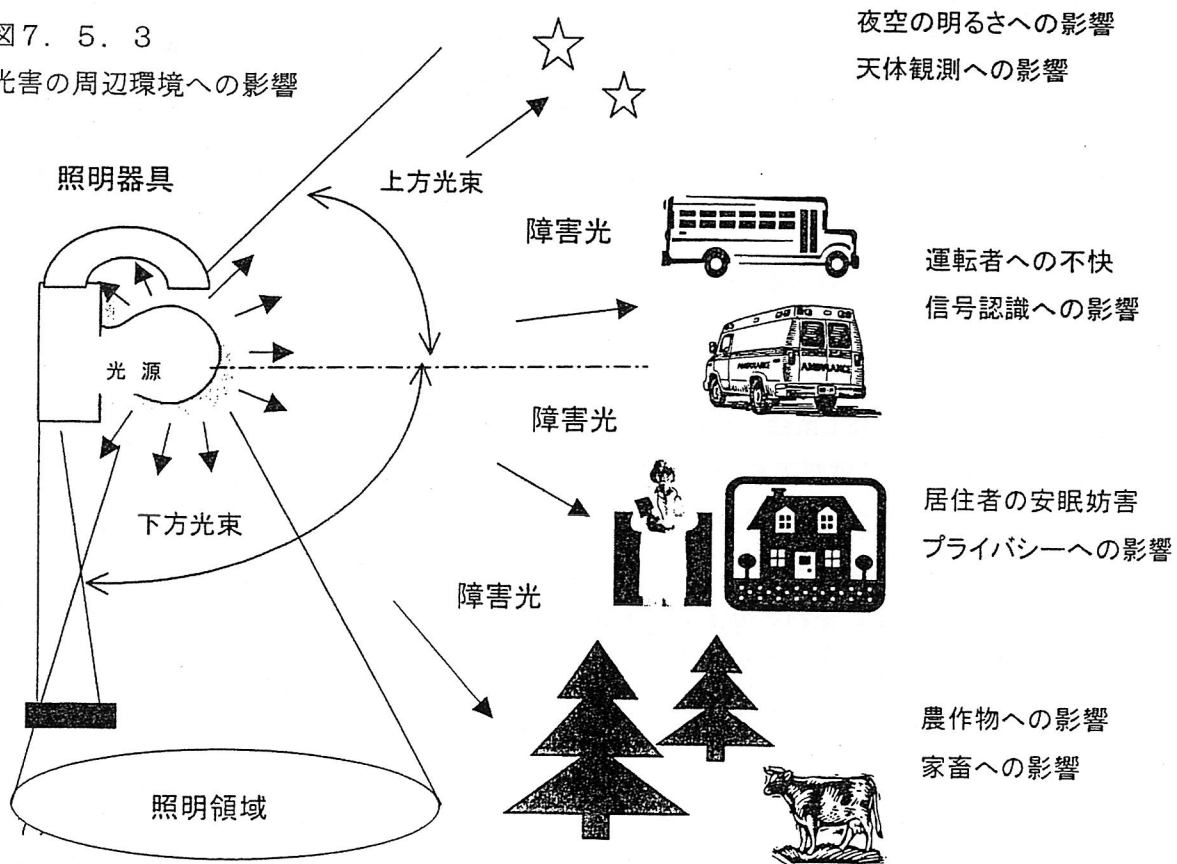 図7．5．3
光害の周辺環境への影響
夜空の明るさへの影響
天体観測への影響
照明器具
上方光束
障害光
運転者への不快
信号認識への影響
光源
障害光
AMBULANCE
AMBULANCE
下方光束
居住者の安眠妨害
プライバシーへの影響
障害光
農作物への影響
家畜への影響
照明領域